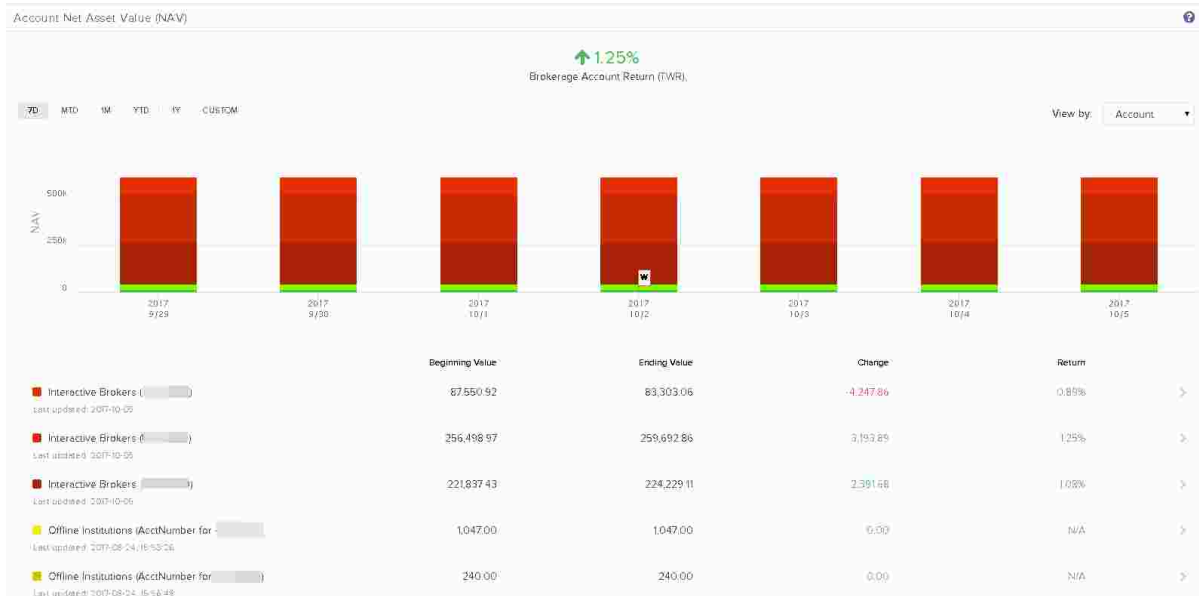 Account Net Asset Value (NAV)
?
1.25%
Brokerage Account Return (TWR),
7D MTD 1M YTD 1Y CUSTOM
View by: Account
500k
NAV
250k
0
2017 2017 2017 2017 2017 2017 2017
9/29 9/30 10/1 10/2 10/3 10/4 10/5
W
Beginning Value Ending Value Change Return
Interactive Brokers ( ) 87,550.92 83,303.06 -4,247.86 0.89%
Last updated: 2017-10-05
Interactive Brokers ( ) 256,498.97 259,692.86 3,193.89 1.25%
Last updated: 2017-10-05
Interactive Brokers ( ) 221,837.43 224,229.11 2,391.68 1.08%
Last updated: 2017-10-05
Offline Institutions (AcctNumber for 1,047.00 1,047.00 0.00 N/A
Last updated: 2017-08-24,
Offline Institutions (AcctNumber for ) 240.00 240.00 0.00 N/A
Last updated: 2017-08-24,